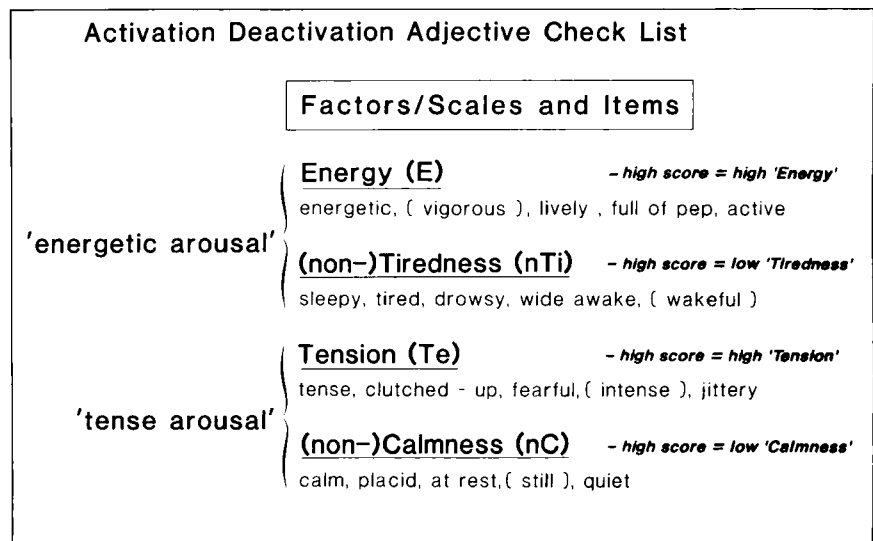 Activation Deactivation Adjective Check List
Factors/Scales and Items
'energetic arousal'
Energy (E) - high score = high 'Energy'
energetic, ( vigorous ), lively , full of pep, active
(non-)Tiredness (nTi) - high score = low 'Tiredness'
sleepy, tired, drowsy, wide awake, ( wakeful )
'tense arousal'
Tension (Te) - high score = high 'Tension'
tense, clutched - up, fearful,( intense ), jittery
(non-)Calmness (nC) - high score = low 'Calmness'
calm, placid, at rest,( still ), quiet